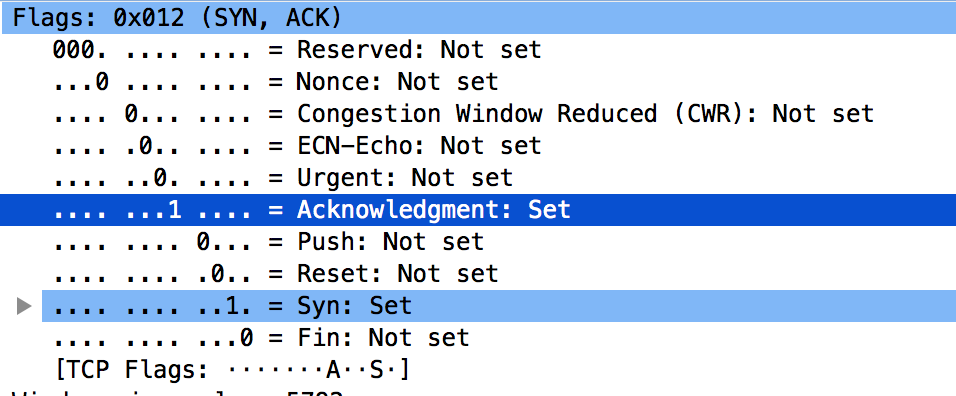 Flags: 0x012 (SYN, ACK)
000. .... .... = Reserved: Not set
...0 .... .... = Nonce: Not set
.... 0... .... = Congestion Window Reduced (CWR): Not set
.... .0.. .... = ECN-Echo: Not set
.... ..0. .... = Urgent: Not set
.... ...1 .... = Acknowledgment: Set
.... .... 0... = Push: Not set
.... .... .0.. = Reset: Not set
.... .... ..1. = Syn: Set
.... .... ...0 = Fin: Not set
[TCP Flags: ·······A··S·]